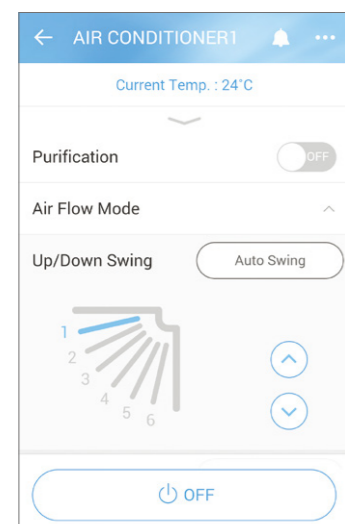 AIR CONDITIONER1
Current Temp. : 24°C
Purification OFF
Air Flow Mode
Up/Down Swing Auto Swing
1
2
3
4
5
6
OFF